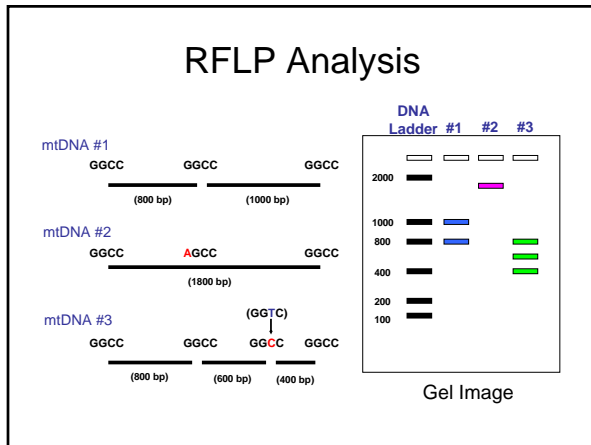 RFLP Analysis
mtDNA #1
GGCC GGCC GGCC
(800 bp) (1000 bp)
mtDNA #2
GGCC AGCC GGCC
(1800 bp)
mtDNA #3
(GGTC)
GGCC GGCC GGCC GGCC
(800 bp) (600 bp) (400 bp)
DNA
Ladder #1 #2 #3
2000
1000
800
400
200
100
Gel Image